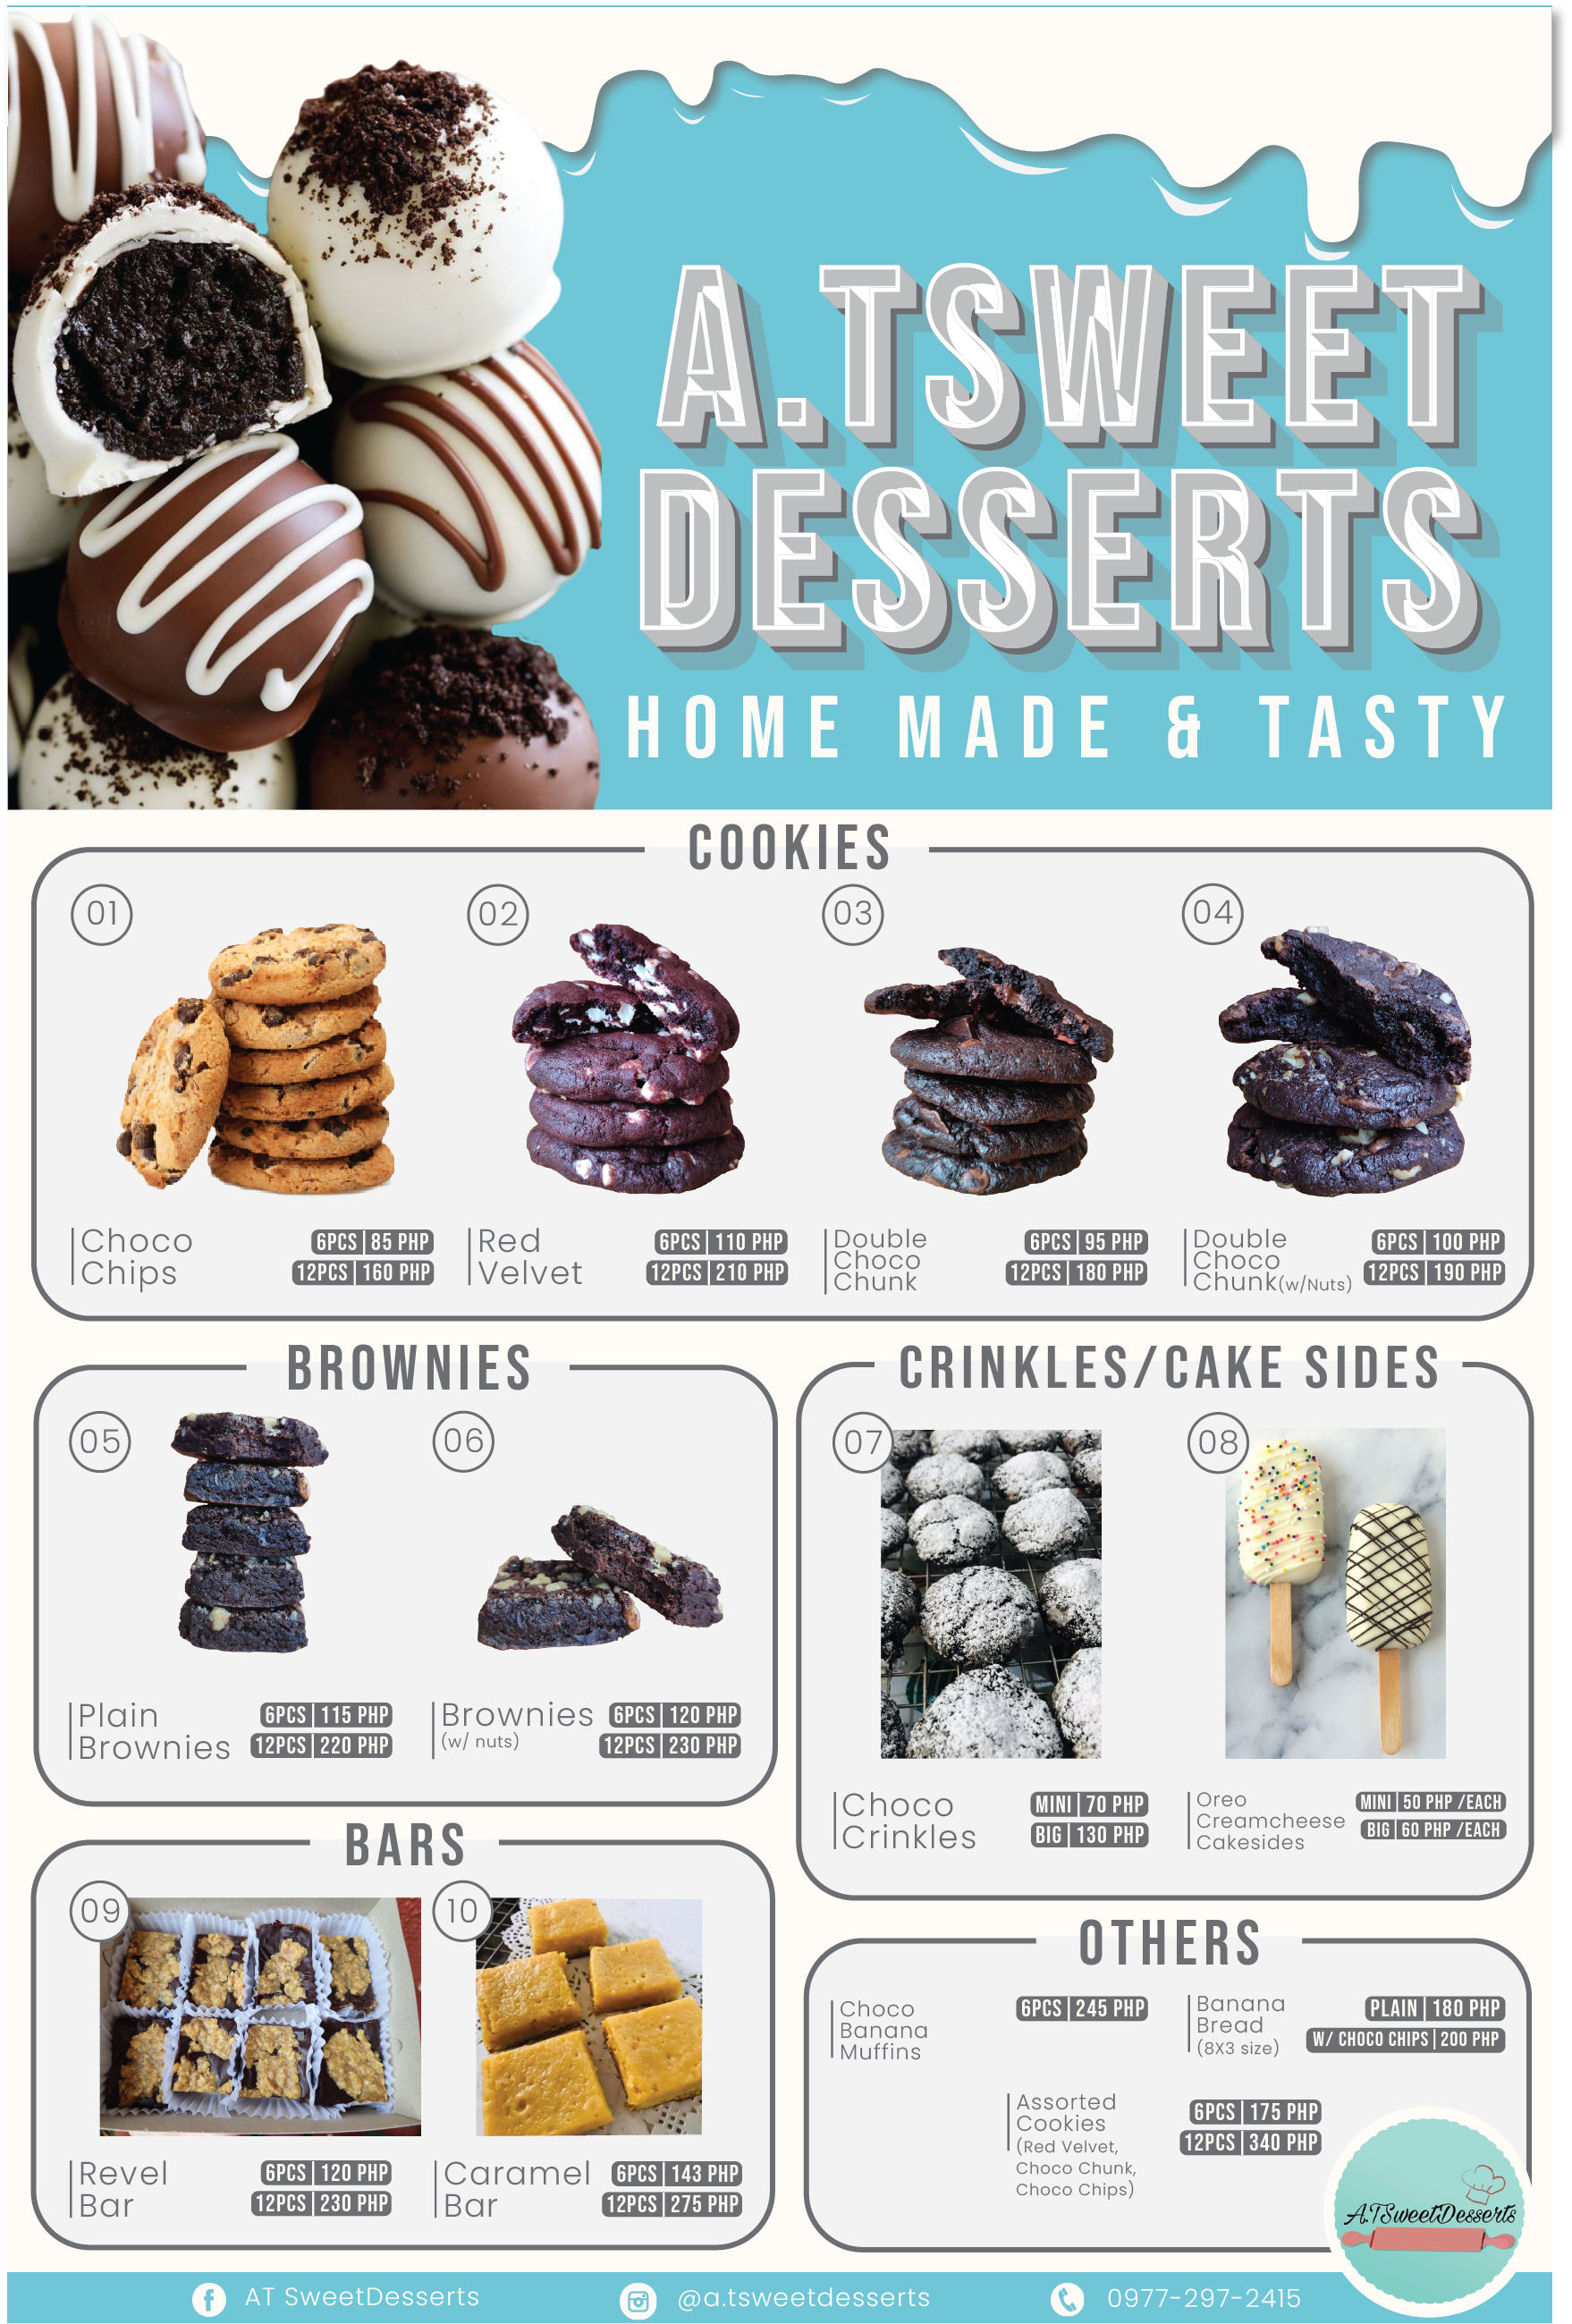 A.TSWEET
DESSERTS
HOME MADE & TASTY
COOKIES
01
02
03
04
Choco
Chips
6PCS|85 PHP
12PCS|160 PHP
Red
Velvet
6PCS|110 PHP
12PCS|210 PHP
Double
Choco
Chunk
6PCS|95 PHP
12PCS|180 PHP
Double
Choco
Chunk(w/Nuts)
6PCS|100 PHP
12PCS|190 PHP
BROWNIES
05
06
Plain
Brownies
6PCS|115 PHP
12PCS|220 PHP
Brownies
(w/ nuts)
6PCS|120 PHP
12PCS|230 PHP
CRINKLES/CAKE SIDES
07
08
Choco
Crinkles
MINI|70 PHP
BIG|130 PHP
Oreo
Creamcheese
Cakesides
MINI|50 PHP /EACH
BIG|60 PHP /EACH
BARS
09
10
Revel
Bar
6PCS|120 PHP
12PCS|230 PHP
Caramel
Bar
6PCS|143 PHP
12PCS|275 PHP
OTHERS
Choco
Banana
Muffins
6PCS|245 PHP
Banana
Bread
(8X3 size)
PLAIN|180 PHP
W/ CHOCO CHIPS|200 PHP
Assorted
Cookies
(Red Velvet,
Choco Chunk,
Choco Chips)
6PCS|175 PHP
12PCS|340 PHP
A.TSweetDesserts
AT SweetDesserts
@a.tsweetdesserts
0977-297-2415